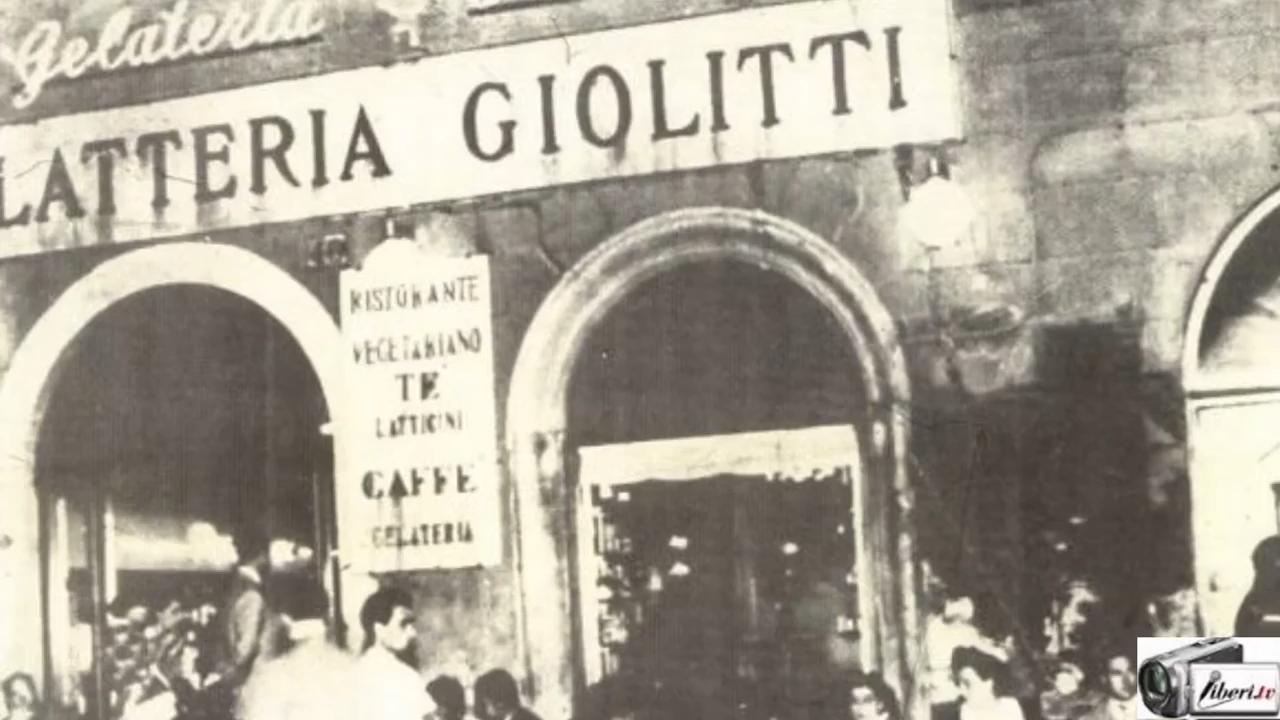 Gelateria
LATTERIA GIOLITTI
RISTORANTE
VEGETARIANO
TE
LATTICINI
CAFFE
GELATERIA
liberi.tv